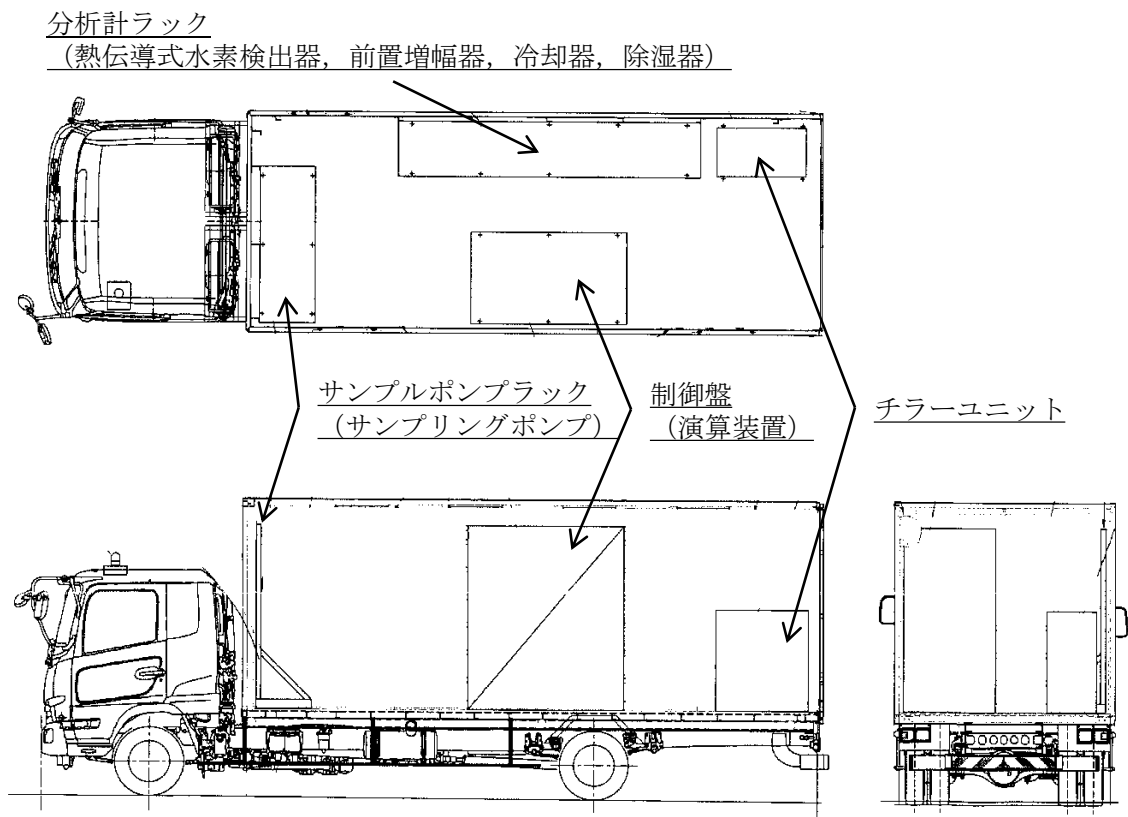 分析計ラック
（熱伝導式水素検出器，前置増幅器，冷却器，除湿器）
サンプルポンプラック
（サンプリングポンプ）
制御盤
（演算装置）
チラーユニット